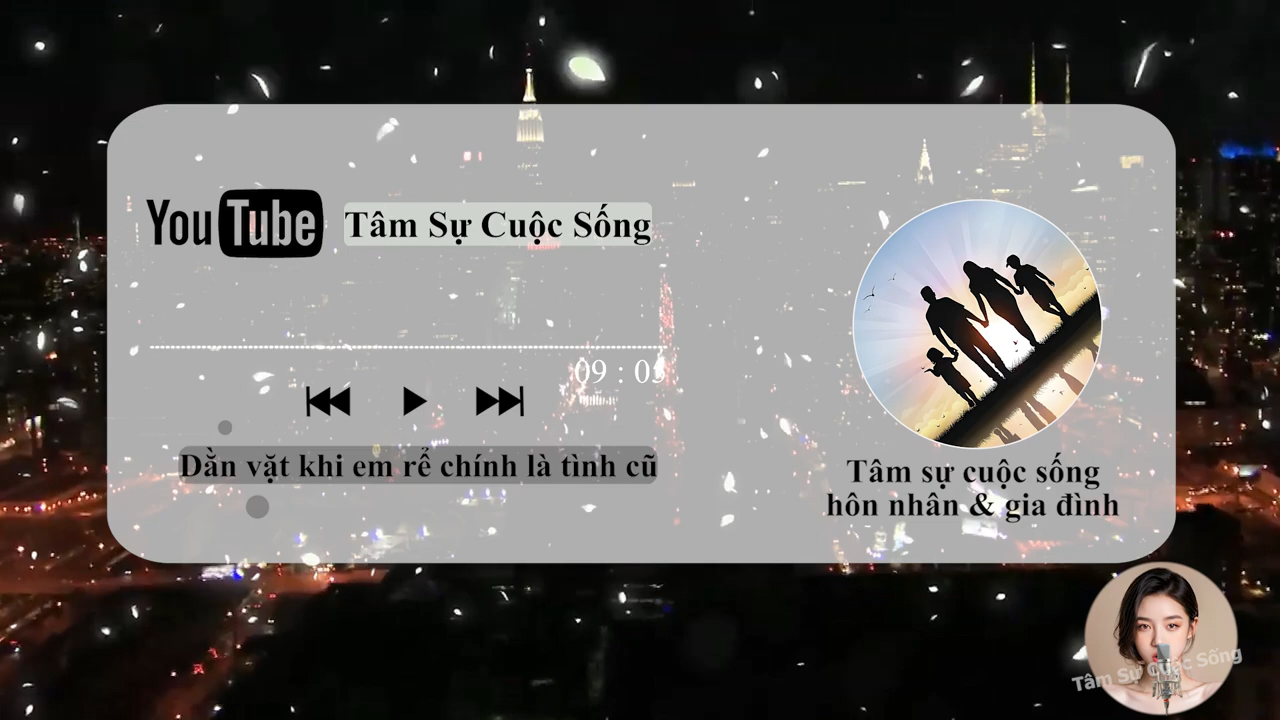 YouTube
Tâm Sự Cuộc Sống
09 : 05
Dằn vặt khi em rể chính là tình cũ
Tâm sự cuộc sống
hôn nhân & gia đình
Tâm Sự Cuộc Sống